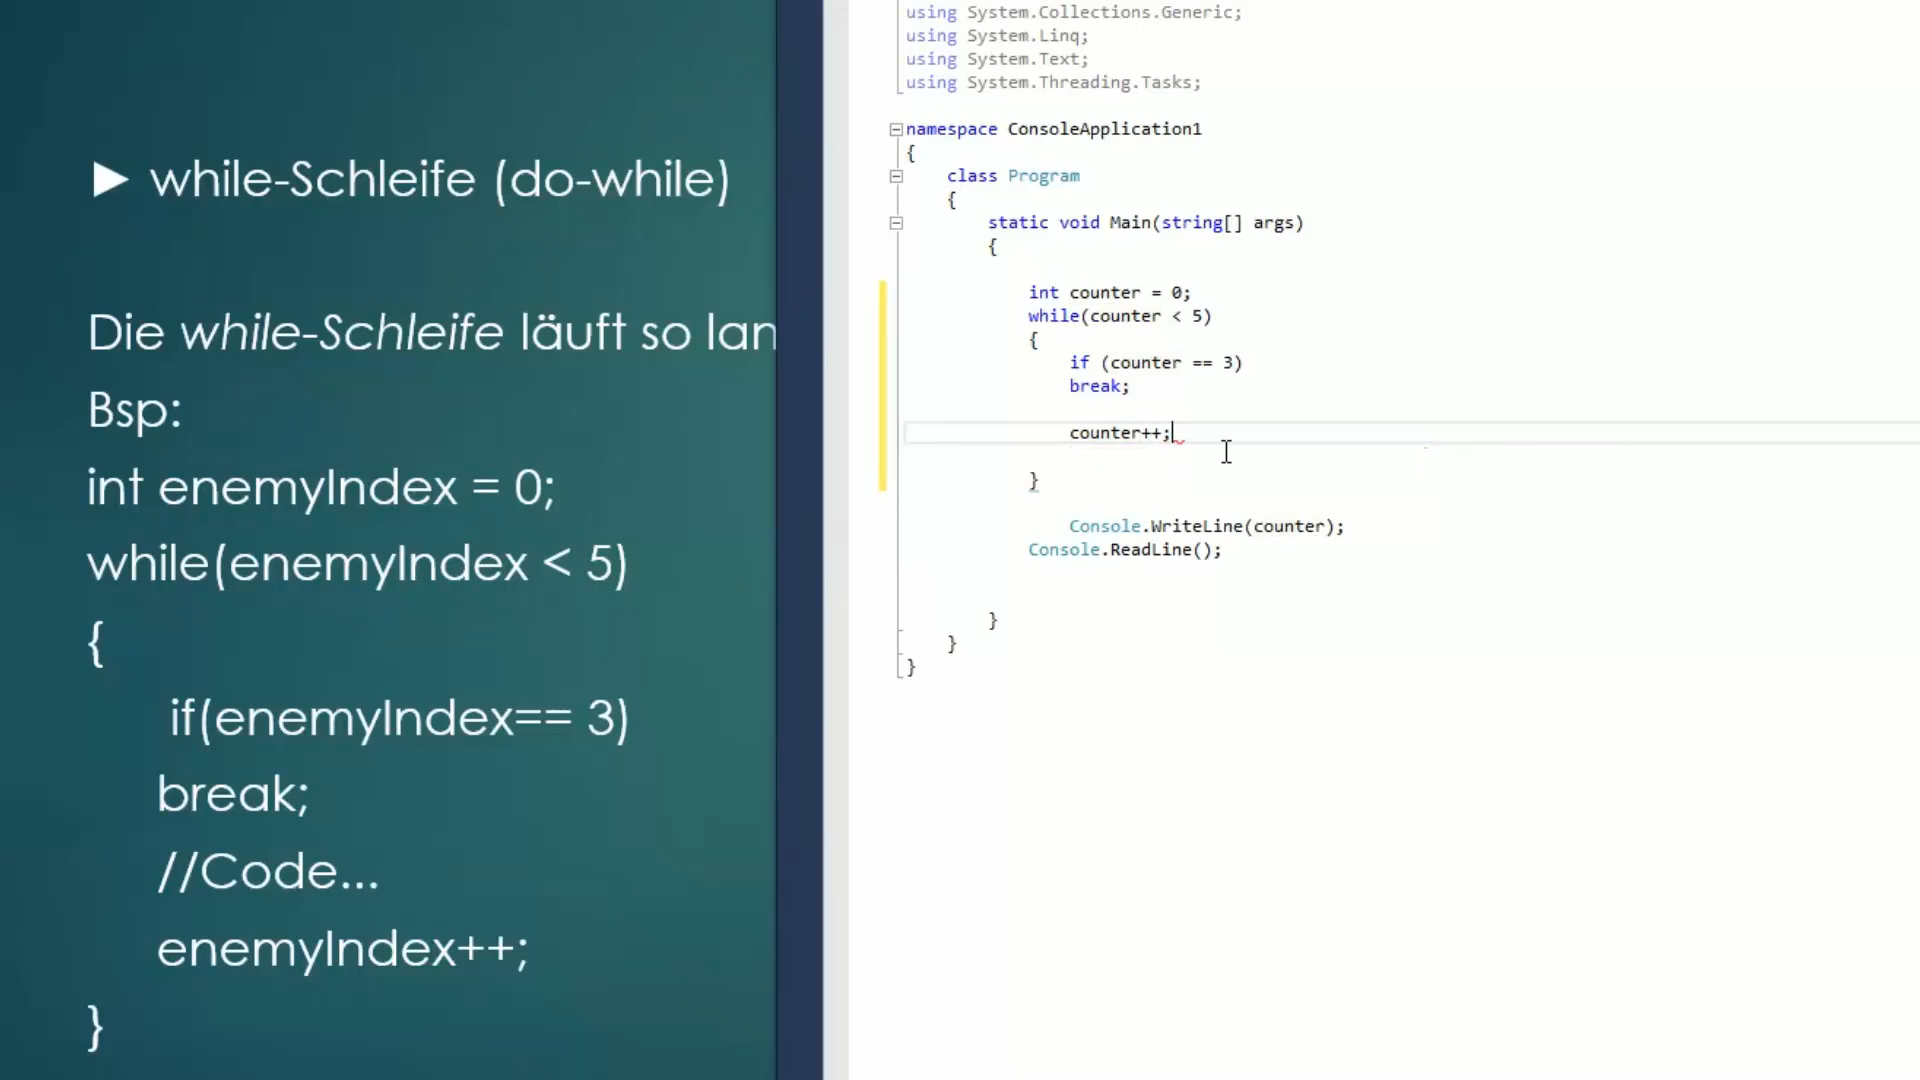 ► while-Schleife (do-while)
Die while-Schleife läuft so lan
Bsp:
int enemyIndex = 0;
while(enemyIndex < 5)
{
if(enemyIndex== 3)
break;
//Code...
enemyIndex++;
}
using System.Collections.Generic;
using System.Linq;
using System.Text;
using System.Threading.Tasks;
namespace ConsoleApplication1
{
class Program
{
static void Main(string[] args)
{
int counter = 0;
while(counter < 5)
{
if (counter == 3)
break;
counter++;
}
Console.WriteLine(counter);
Console.ReadLine();
}
}
}